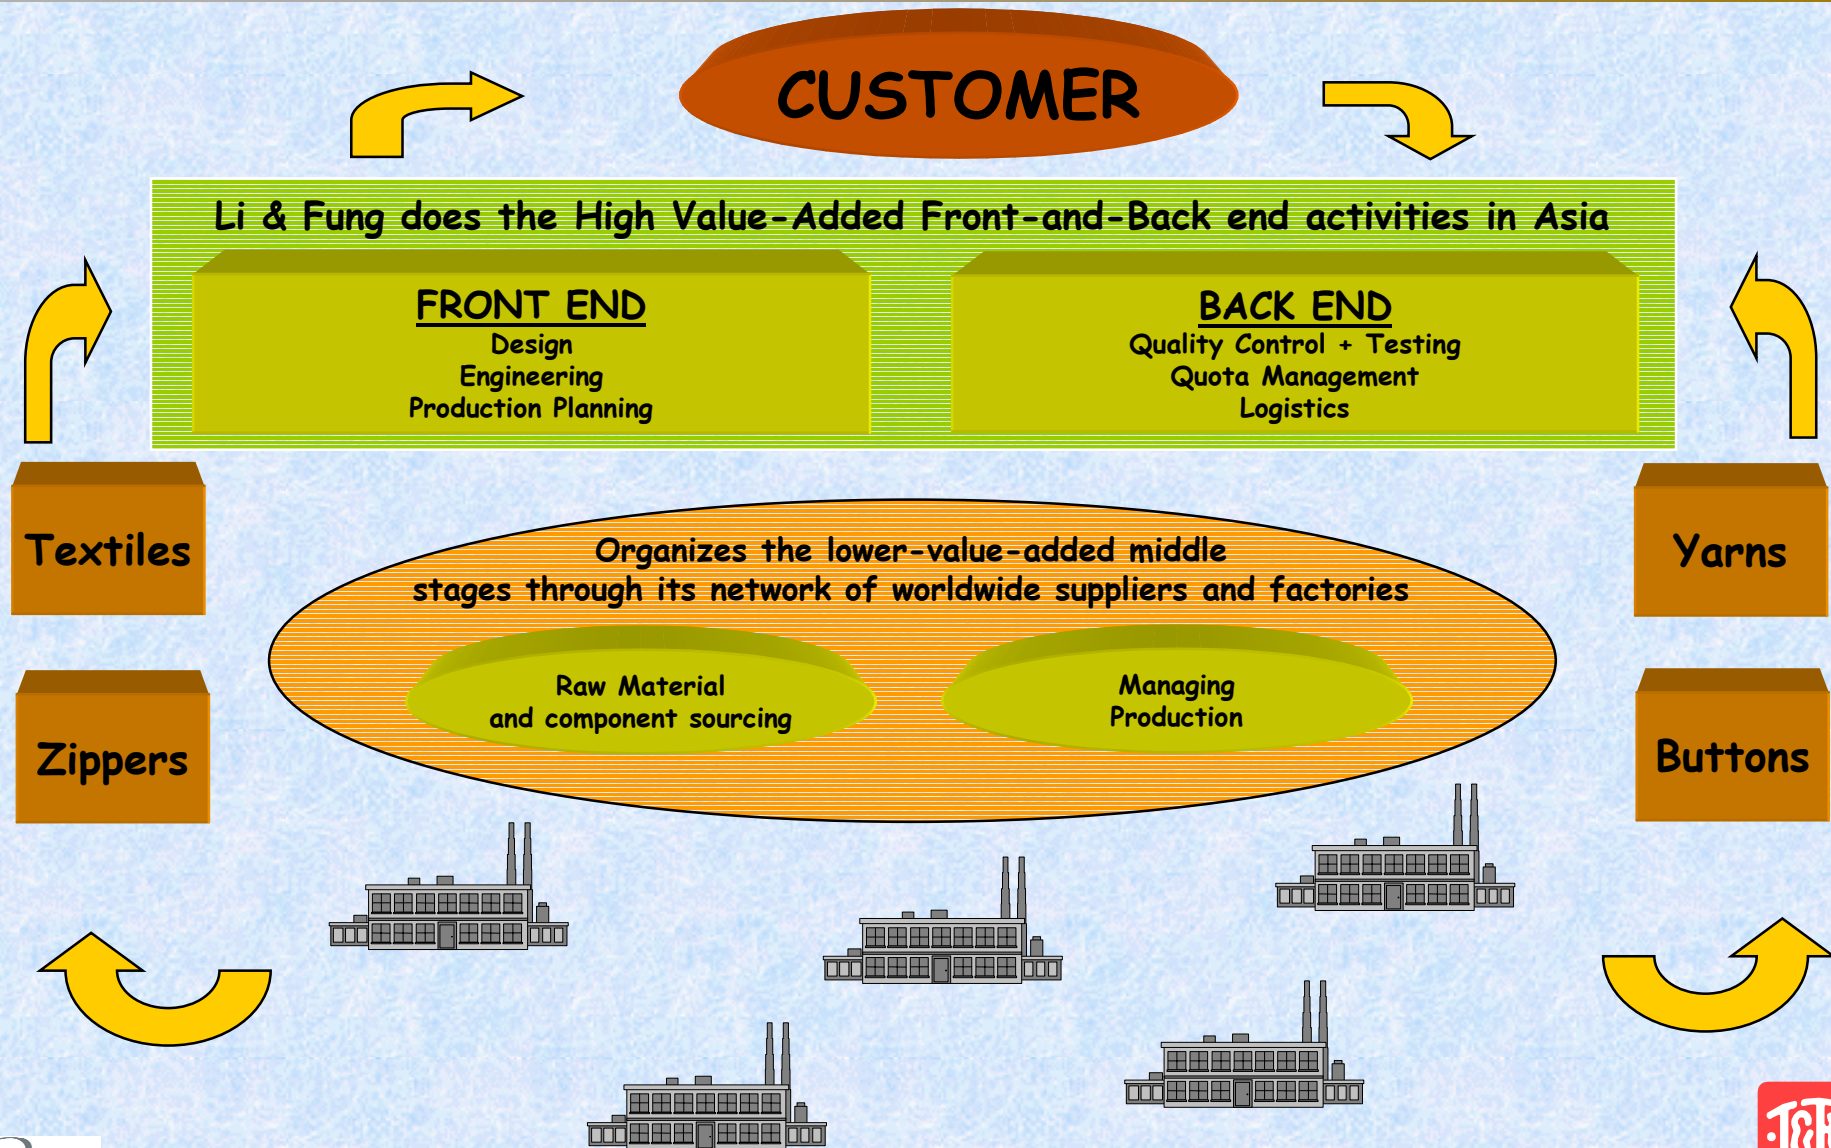 CUSTOMER
Li & Fung does the High Value-Added Front-and-Back end activities in Asia
FRONT END
Design
Engineering
Production Planning
BACK END
Quality Control + Testing
Quota Management
Logistics
Textiles
Zippers
Organizes the lower-value-added middle
stages through its network of worldwide suppliers and factories
Raw Material
and component sourcing
Managing
Production
Yarns
Buttons